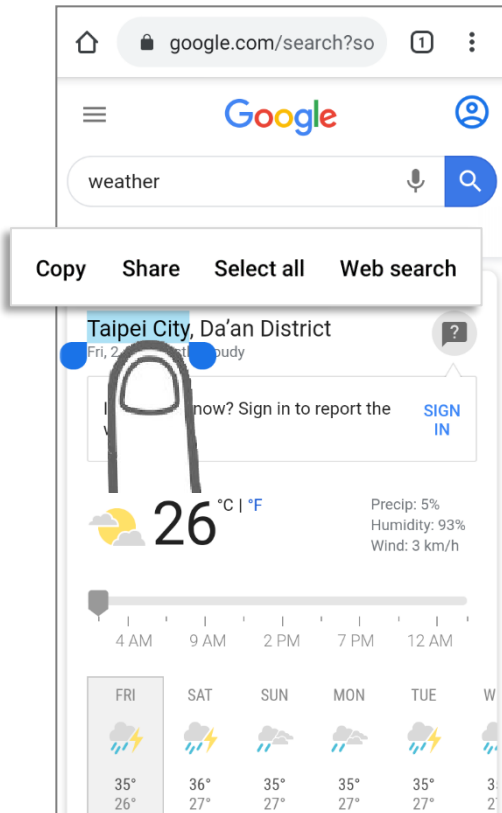 google.com/search?so
1
Google
weather
Copy Share Select all Web search
Taipei City, Da'an District
?
Fri, 2 oudy
now? Sign in to report the
SIGN IN
26 °C | °F
Precip: 5%
Humidity: 93%
Wind: 3 km/h
4 AM 9 AM 2 PM 7 PM 12 AM
FRI SAT SUN MON TUE W
35° 36° 35° 35° 35° 3
26° 27° 27° 27° 27° 2